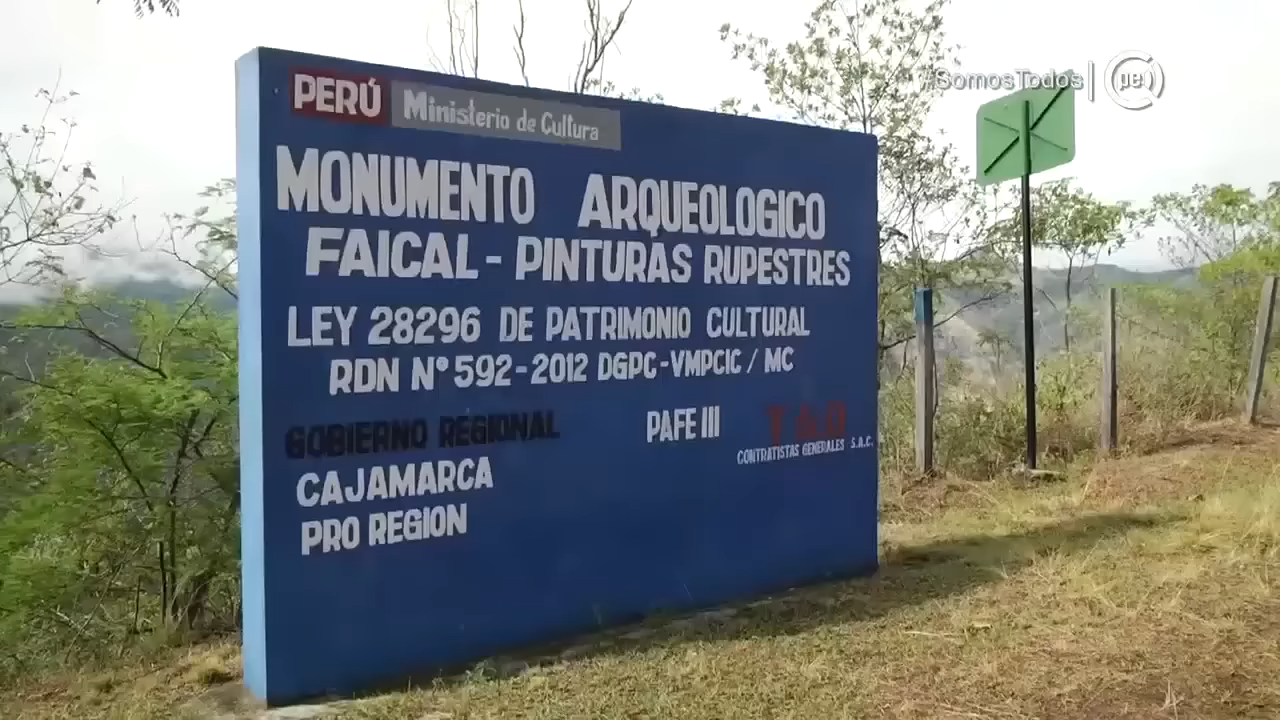 #SomosTodos pe
PERÚ Ministerio de Cultura
MONUMENTO ARQUEOLOGICO
FAICAL - PINTURAS RUPESTRES
LEY 28296 DE PATRIMONIO CULTURAL
RDN N° 592-2012 DGPC-VMPCIC / MC
GOBIERNO REGIONAL PAFE III
CONTRATISTAS GENERALES S.A.C.
CAJAMARCA
PRO REGION